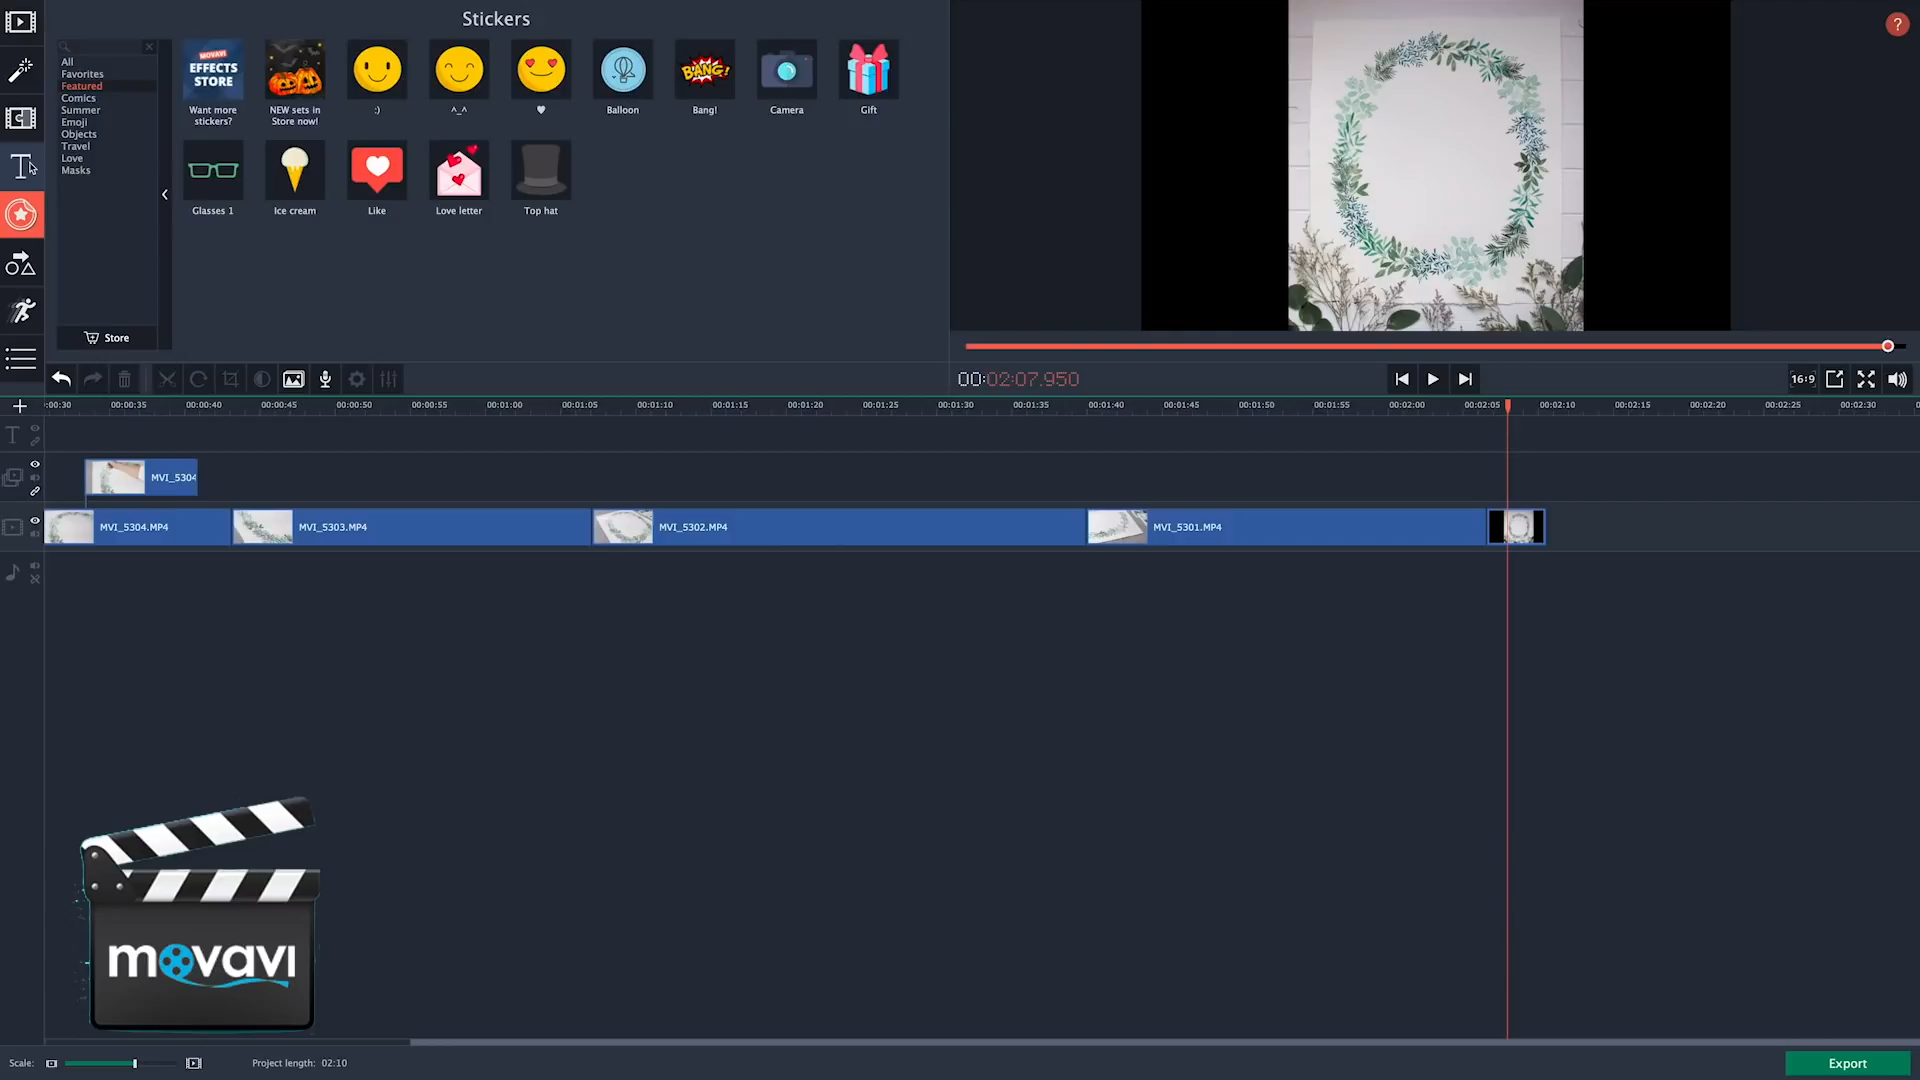 Stickers
All
Favorites
Featured
Comics
Summer
Emoji
Objects
Travel
Love
Masks
Store
MOVAVI
EFFECTS
STORE
Want more
stickers?
NEW sets in
Store now!
:)
^_^
♥
Balloon
BANG!
Bang!
Camera
Gift
Glasses 1
Ice cream
Like
Love letter
Top hat
?
00:02:07.950
16:9
:00:30 00:00:35 00:00:40 00:00:45 00:00:50 00:00:55 00:01:00 00:01:05 00:01:10 00:01:15 00:01:20 00:01:25 00:01:30 00:01:35 00:01:40 00:01:45 00:01:50 00:01:55 00:02:00 00:02:05 00:02:10 00:02:15 00:02:20 00:02:25 00:02:30
MVI_5304
MVI_5304.MP4 MVI_5303.MP4 MVI_5302.MP4 MVI_5301.MP4
movavi
Scale: Project length: 02:10
Export